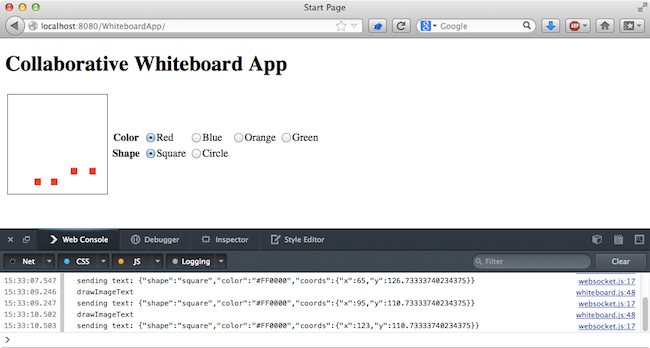 Start Page
localhost:8080/WhiteboardApp/
Google
Collaborative Whiteboard App
Color Red Blue Orange Green
Shape Square Circle
Web Console Debugger Inspector Style Editor
Net CSS JS Logging Filter Clear
15:33:07.547 sending text: {"shape":"square","color":"#FF0000","coords":{"x":65,"y":126.73333740234375}} websocket.js:17
15:33:09.246 drawImageText whiteboard.js:48
15:33:09.247 sending text: {"shape":"square","color":"#FF0000","coords":{"x":95,"y":110.73333740234375}} websocket.js:17
15:33:10.502 drawImageText whiteboard.js:48
15:33:10.503 sending text: {"shape":"square","color":"#FF0000","coords":{"x":123,"y":110.73333740234375}} websocket.js:17